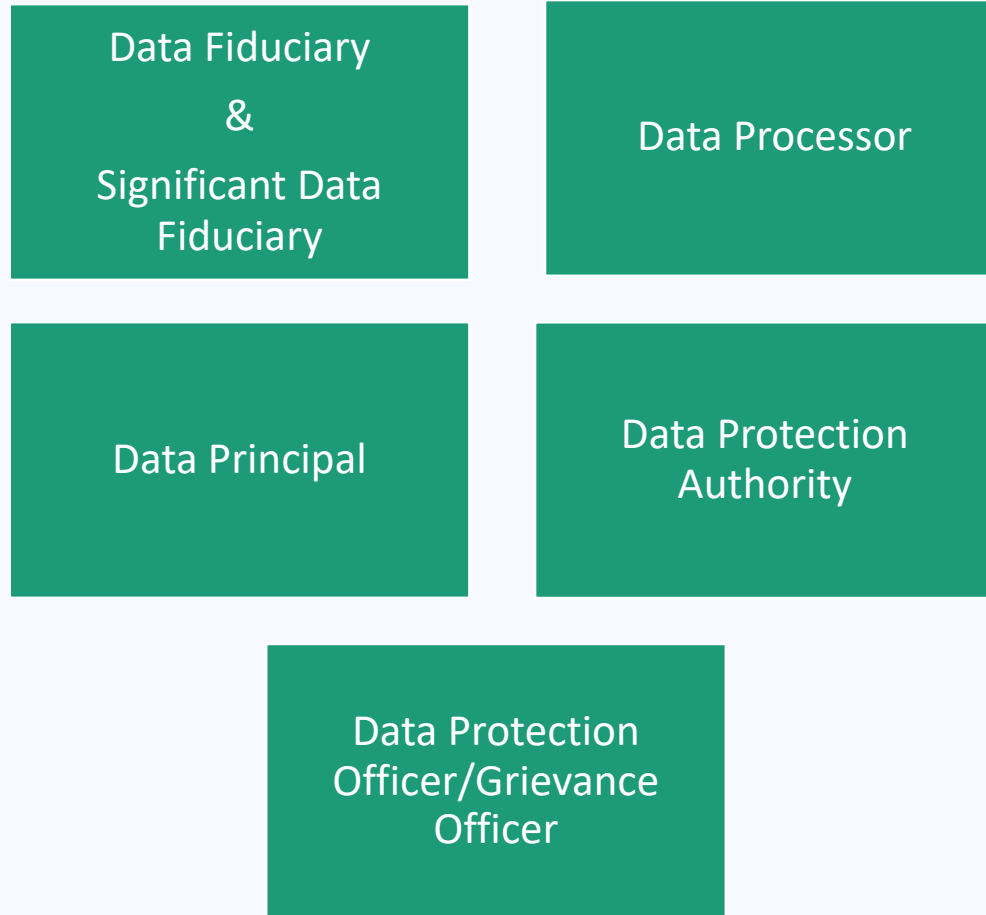 Data Fiduciary
&
Significant Data
Fiduciary
Data Processor
Data Principal
Data Protection
Authority
Data Protection
Officer/Grievance
Officer